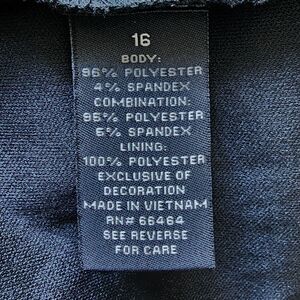 16
BODY:
96% POLYESTER
4% SPANDEX
COMBINATION:
95% POLYESTER
5% SPANDEX
LINING:
100% POLYESTER
EXCLUSIVE OF
DECORATION
MADE IN VIETNAM
RN# 66464
SEE REVERSE
FOR CARE